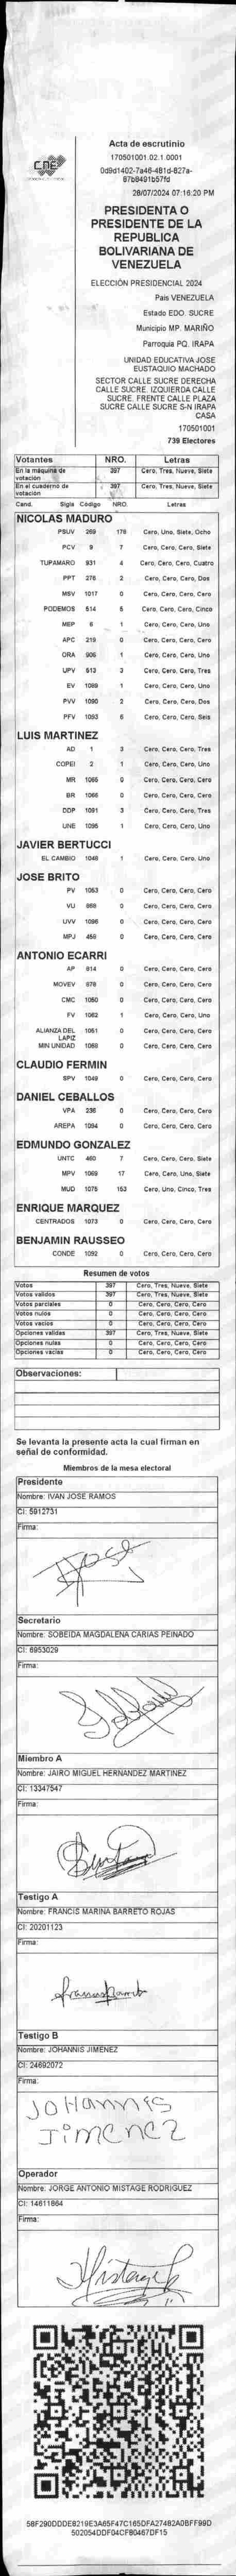 CNE
Acta de escrutinio
170501001.02.1.0001
0d9d1402-7a46-481d-827a-
67b8491b57fd
28/07/2024 07:16:20 PM
PRESIDENTA O
PRESIDENTE DE LA
REPUBLICA
BOLIVARIANA DE
VENEZUELA
ELECCIÓN PRESIDENCIAL 2024
País VENEZUELA
Estado EDO. SUCRE
Municipio MP. MARIÑO
Parroquia PQ. IRAPA
UNIDAD EDUCATIVA JOSE
EUSTAQUIO MACHADO
SECTOR CALLE SUCRE DERECHA
CALLE SUCRE. IZQUIERDA CALLE
SUCRE. FRENTE CALLE PLAZA
SUCRE CALLE SUCRE S-N IRAPA
CASA
170501001
739 Electores
Votantes NRO. Letras
En la máquina de votación 397 Cero, Tres, Nueve, Siete
En el cuaderno de votación 397 Cero, Tres, Nueve, Siete
Cand. Sigla Código NRO. Letras
NICOLAS MADURO
PSUV 269 178 Cero, Uno, Siete, Ocho
PCV 9 7 Cero, Cero, Cero, Siete
TUPAMARO 931 4 Cero, Cero, Cero, Cuatro
PPT 276 2 Cero, Cero, Cero, Dos
MSV 1017 0 Cero, Cero, Cero, Cero
PODEMOS 514 5 Cero, Cero, Cero, Cinco
MEP 6 1 Cero, Cero, Cero, Uno
APC 219 0 Cero, Cero, Cero, Cero
ORA 906 1 Cero, Cero, Cero, Uno
UPV 513 3 Cero, Cero, Cero, Tres
EV 1089 1 Cero, Cero, Cero, Uno
PVV 1090 2 Cero, Cero, Cero, Dos
PFV 1093 6 Cero, Cero, Cero, Seis
LUIS MARTINEZ
AD 1 3 Cero, Cero, Cero, Tres
COPEI 2 1 Cero, Cero, Cero, Uno
MR 1065 0 Cero, Cero, Cero, Cero
BR 1066 0 Cero, Cero, Cero, Cero
DDP 1091 3 Cero, Cero, Cero, Tres
UNE 1095 1 Cero, Cero, Cero, Uno
JAVIER BERTUCCI
EL CAMBIO 1046 1 Cero, Cero, Cero, Uno
JOSE BRITO
PV 1053 0 Cero, Cero, Cero, Cero
VU 868 0 Cero, Cero, Cero, Cero
UVV 1096 0 Cero, Cero, Cero, Cero
MPJ 456 0 Cero, Cero, Cero, Cero
ANTONIO ECARRI
AP 914 0 Cero, Cero, Cero, Cero
MOVEV 878 0 Cero, Cero, Cero, Cero
CMC 1050 0 Cero, Cero, Cero, Cero
FV 1062 1 Cero, Cero, Cero, Uno
ALIANZA DEL LAPIZ 1051 0 Cero, Cero, Cero, Cero
MIN UNIDAD 1068 0 Cero, Cero, Cero, Cero
CLAUDIO FERMIN
SPV 1049 0 Cero, Cero, Cero, Cero
DANIEL CEBALLOS
VPA 236 0 Cero, Cero, Cero, Cero
AREPA 1094 0 Cero, Cero, Cero, Cero
EDMUNDO GONZALEZ
UNTC 460 7 Cero, Cero, Cero, Siete
MPV 1069 17 Cero, Cero, Uno, Siete
MUD 1075 153 Cero, Uno, Cinco, Tres
ENRIQUE MARQUEZ
CENTRADOS 1073 0 Cero, Cero, Cero, Cero
BENJAMIN RAUSSEO
CONDE 1092 0 Cero, Cero, Cero, Cero
Resumen de votos
Votos 397 Cero, Tres, Nueve, Siete
Votos validos 397 Cero, Tres, Nueve, Siete
Votos parciales 0 Cero, Cero, Cero, Cero
Votos nulos 0 Cero, Cero, Cero, Cero
Votos vacios 0 Cero, Cero, Cero, Cero
Opciones validas 397 Cero, Tres, Nueve, Siete
Opciones nulas 0 Cero, Cero, Cero, Cero
Opciones vacias 0 Cero, Cero, Cero, Cero
Observaciones:
Se levanta la presente acta la cual firman en
señal de conformidad.
Miembros de la mesa electoral
Presidente
Nombre: IVAN JOSE RAMOS
CI: 5912731
Firma:
Secretario
Nombre: SOBEIDA MAGDALENA CARIAS PEINADO
CI: 6953029
Firma:
Miembro A
Nombre: JAIRO MIGUEL HERNANDEZ MARTINEZ
CI: 13347547
Firma:
Testigo A
Nombre: FRANCIS MARINA BARRETO ROJAS
CI: 20201123
Firma:
Testigo B
Nombre: JOHANNIS JIMENEZ
CI: 24692072
Firma:
JoHannis
Jimenez
Operador
Nombre: JORGE ANTONIO MISTAGE RODRIGUEZ
CI: 14611864
Firma:
58F290DDDE8219E3A65F47C165DFA27482A0BFF99D
502054DDF04CF80467DF15